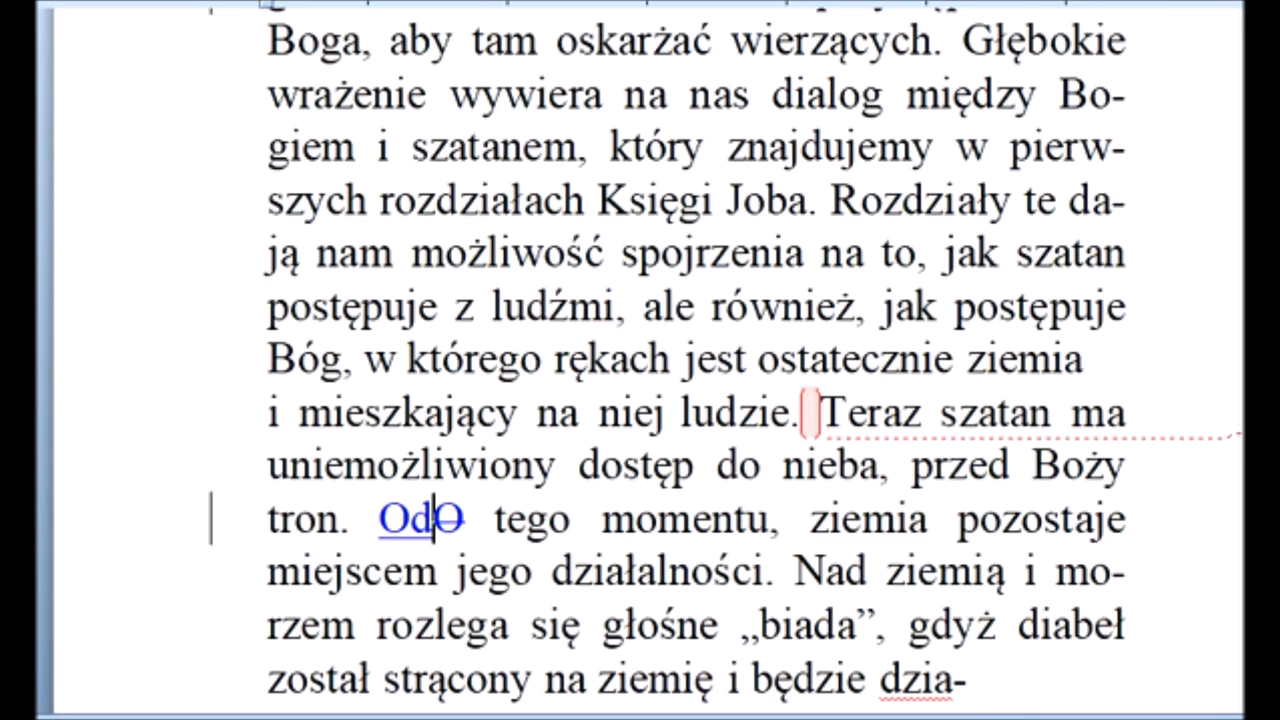 Boga, aby tam oskarżać wierzących. Głębokie
wrażenie wywiera na nas dialog między Bo-
giem i szatanem, który znajdujemy w pierw-
szych rozdziałach Księgi Joba. Rozdziały te da-
ją nam możliwość spojrzenia na to, jak szatan
postępuje z ludźmi, ale również, jak postępuje
Bóg, w którego rękach jest ostatecznie ziemia
i mieszkający na niej ludzie. Teraz szatan ma
uniemożliwiony dostęp do nieba, przed Boży
tron. OdO tego momentu, ziemia pozostaje
miejscem jego działalności. Nad ziemią i mo-
rzem rozlega się głośne „biada”, gdyż diabeł
został strącony na ziemię i będzie dzia-